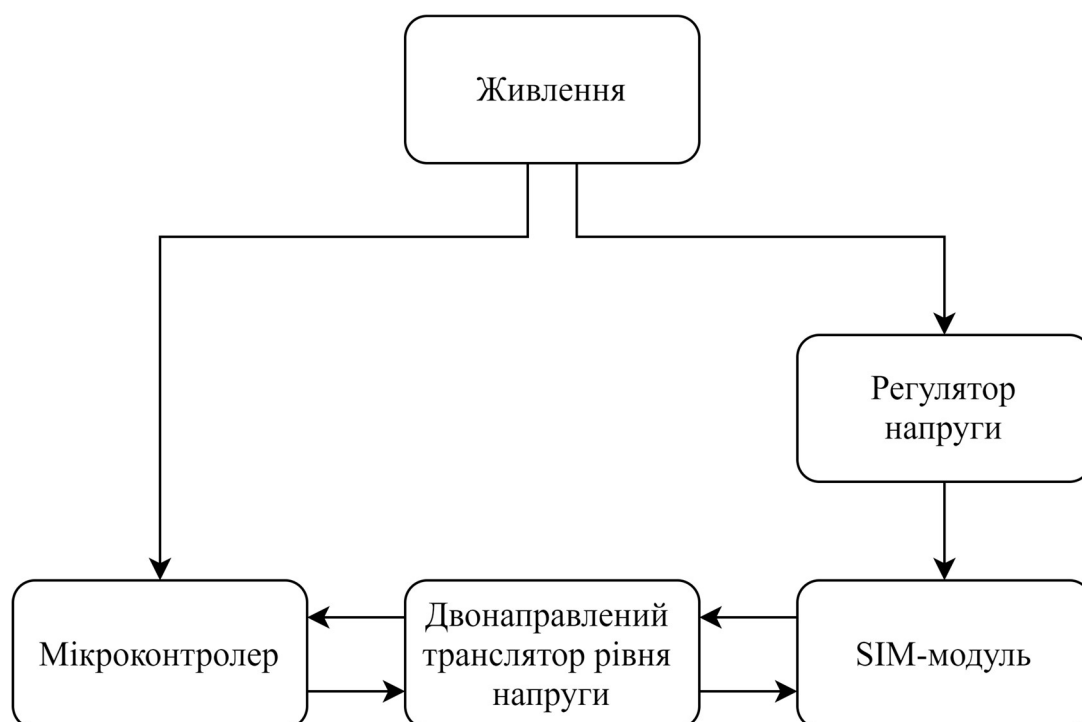 Живлення
Регулятор
напруги
Мікроконтролер
Двонаправлений
транслятор рівня
напруги
SIM-модуль